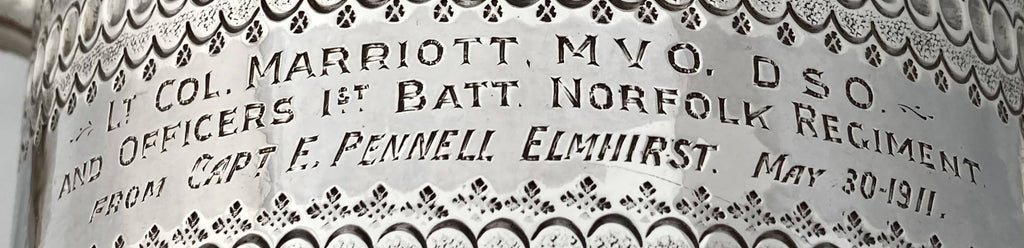 LT COL. MARRIOTT, M V O. D S O.
AND OFFICERS 1ST BATT. NORFOLK REGIMENT.
FROM CAPT E. PENNELL ELMHIRST. MAY 30-1911.